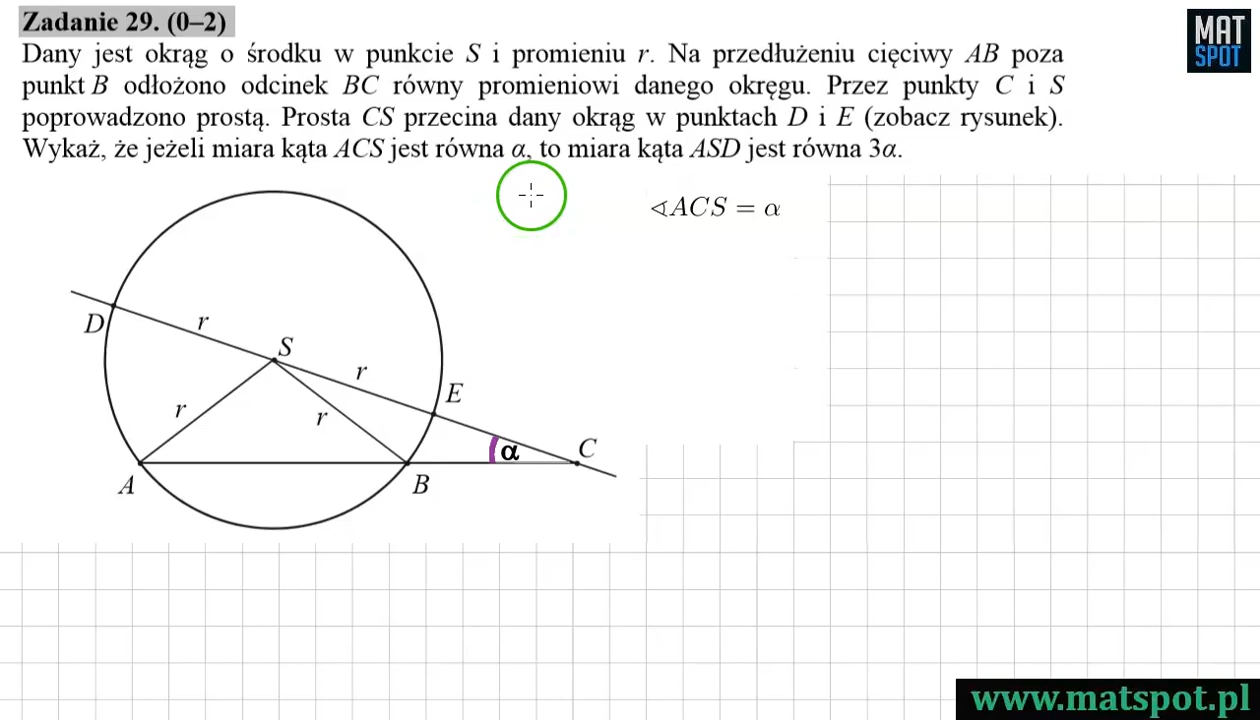 Zadanie 29. (0–2)
MAT
SPOT
Dany jest okrąg o środku w punkcie S i promieniu r. Na przedłużeniu cięciwy AB poza
punkt B odłożono odcinek BC równy promieniowi danego okręgu. Przez punkty C i S
poprowadzono prostą. Prosta CS przecina dany okrąg w punktach D i E (zobacz rysunek).
Wykaż, że jeżeli miara kąta ACS jest równa α, to miara kąta ASD jest równa 3α.
∢ACS = α
D
r
S
r
E
r
r
α
C
A
B
www.matspot.pl